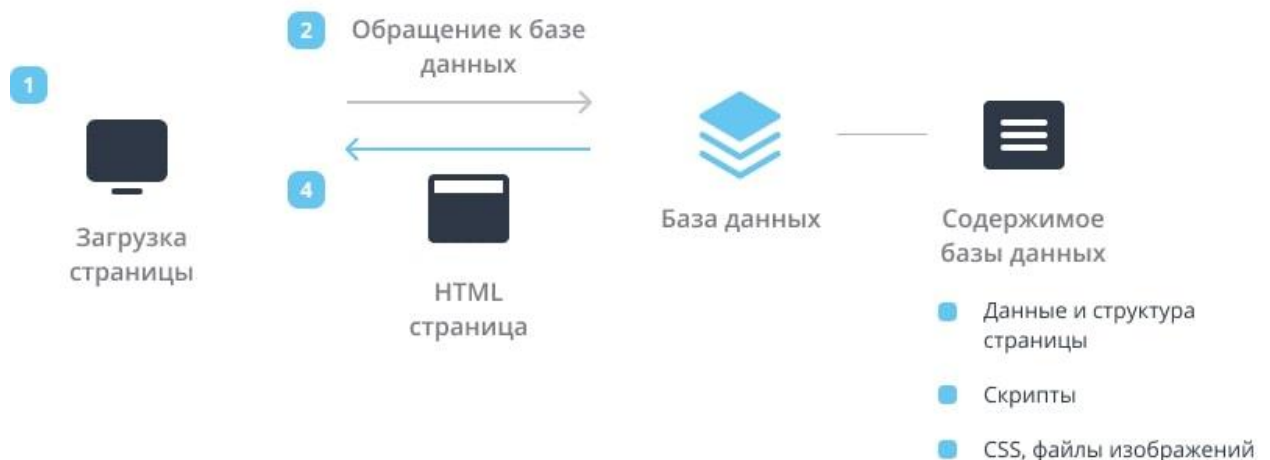 1
2
Обращение к базе
данных
Загрузка
страницы
4
HTML
страница
База данных
Содержимое
базы данных
Данные и структура
страницы
Скрипты
CSS, файлы изображений